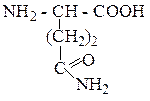 NH₂-CH-COOH
(CH₂)₂
C=O
NH₂